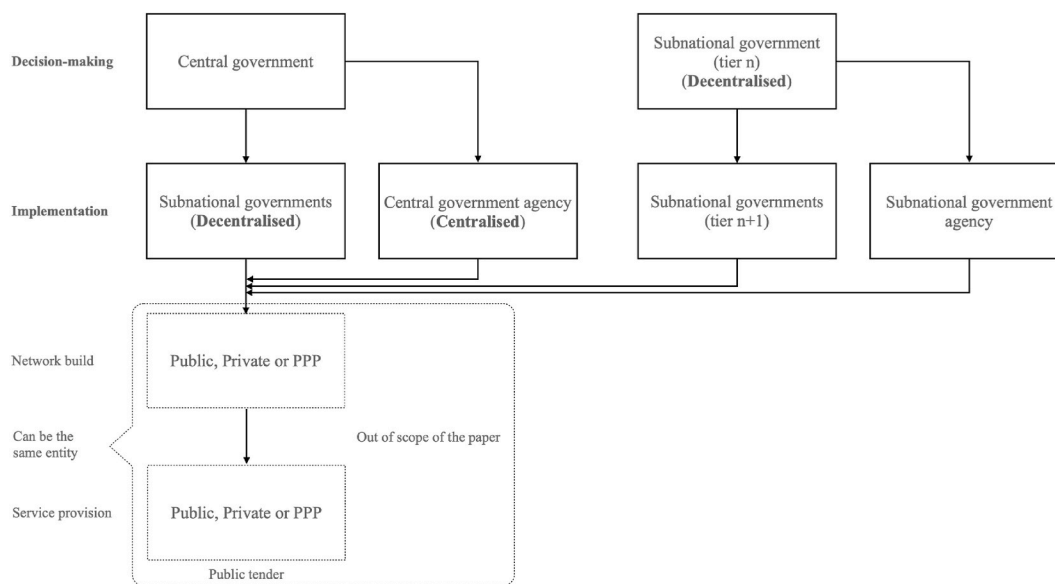 Decision-making
Central government
Subnational government
(tier n)
(Decentralised)
Implementation
Subnational governments
(Decentralised)
Central government agency
(Centralised)
Subnational governments
(tier n+1)
Subnational government
agency
Network build
Public, Private or PPP
Can be the
same entity
Out of scope of the paper
Service provision
Public, Private or PPP
Public tender